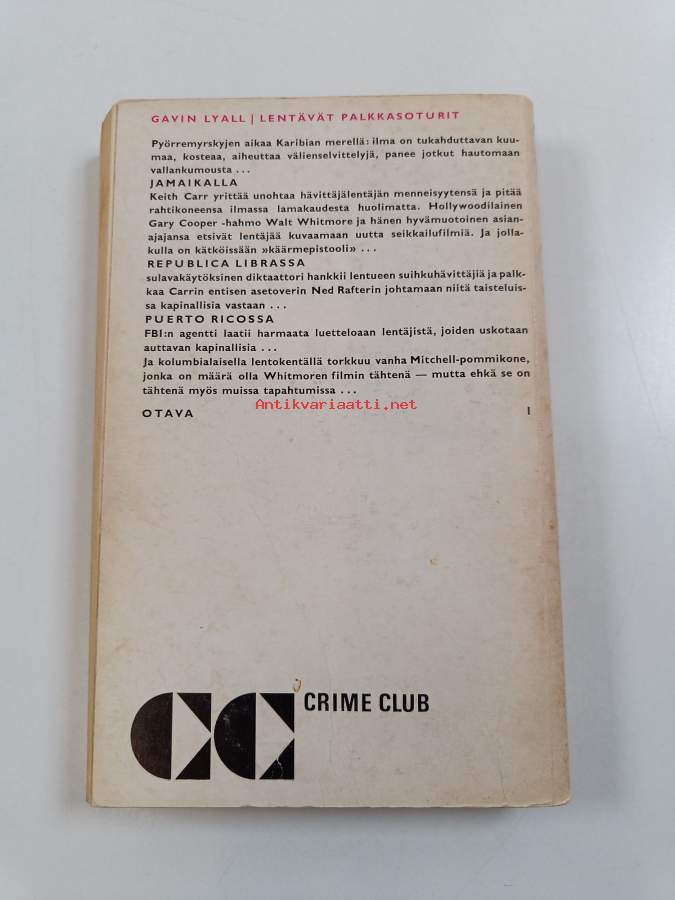 GAVIN LYALL | LENTÄVÄT PALKKASOTURIT
Pyörremyrskyjen aikaa Karibian merellä: ilma on tukahduttavan kuu-
maa, kosteaa, aiheuttaa välienselvittelyjä, panee jotkut hautomaan
vallankumousta ...
JAMAIKALLA
Keith Carr yrittää unohtaa hävittäjälentäjän menneisyytensä ja pitää
rahtikoneensa ilmassa lamakaudesta huolimatta. Hollywoodilainen
Gary Cooper -hahmo Walt Whitmore ja hänen hyvämuotoinen asian-
ajajansa etsivät lentäjää kuvaamaan uutta seikkailufilmiä. Ja jolla-
kulla on kätköissään »käärmepistooli» ...
REPUBLICA LIBRASSA
sulavakäytöksinen diktaattori hankkii lentueen suihkuhävittäjiä ja palk-
kaa Carrin entisen asetoverin Ned Rafterin johtamaan niitä taisteluis-
sa kapinallisia vastaan ...
PUERTO RICOSSA
FBI:n agentti laatii harmaata luetteloaan lentäjistä, joiden uskotaan
auttavan kapinallisia ...
Ja kolumbialaisella lentokentällä torkkuu vanha Mitchell-pommikone,
jonka on määrä olla Whitmoren filmin tähtenä — mutta ehkä se on
tähtenä myös muissa tapahtumissa ...
Antikvariaatti.net
OTAVA 1
CC CRIME CLUB